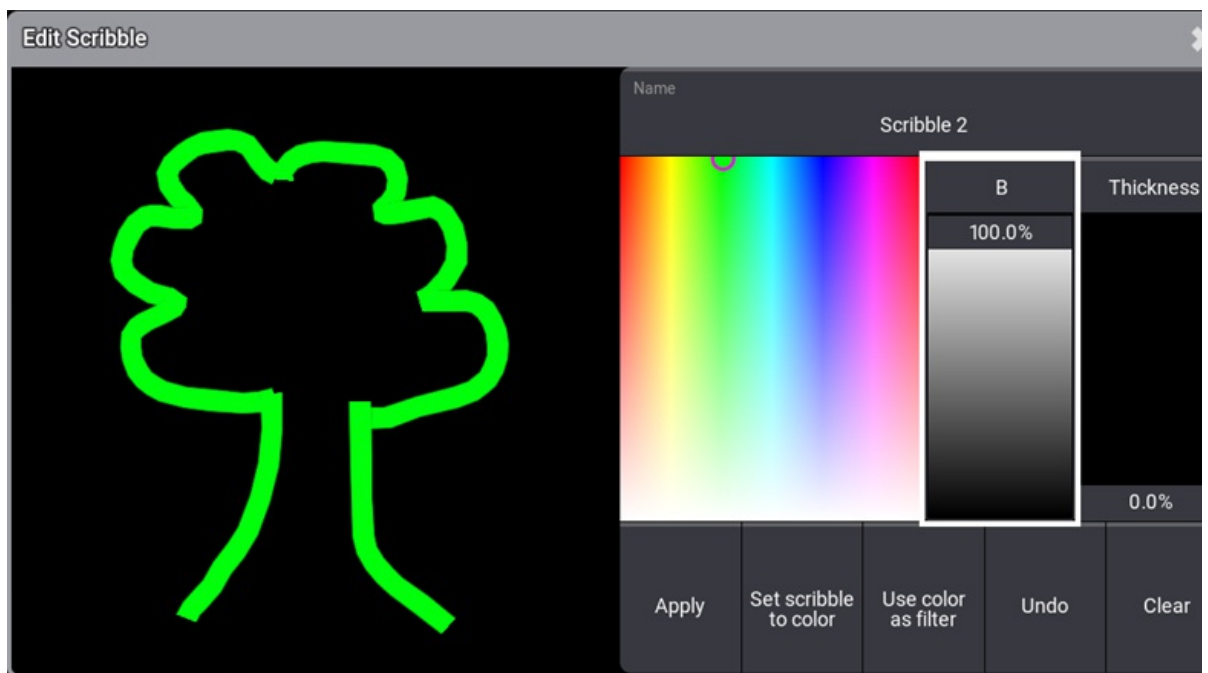 Edit Scribble
Name
Scribble 2
B
Thickness
100.0%
0.0%
Apply
Set scribble
to color
Use color
as filter
Undo
Clear